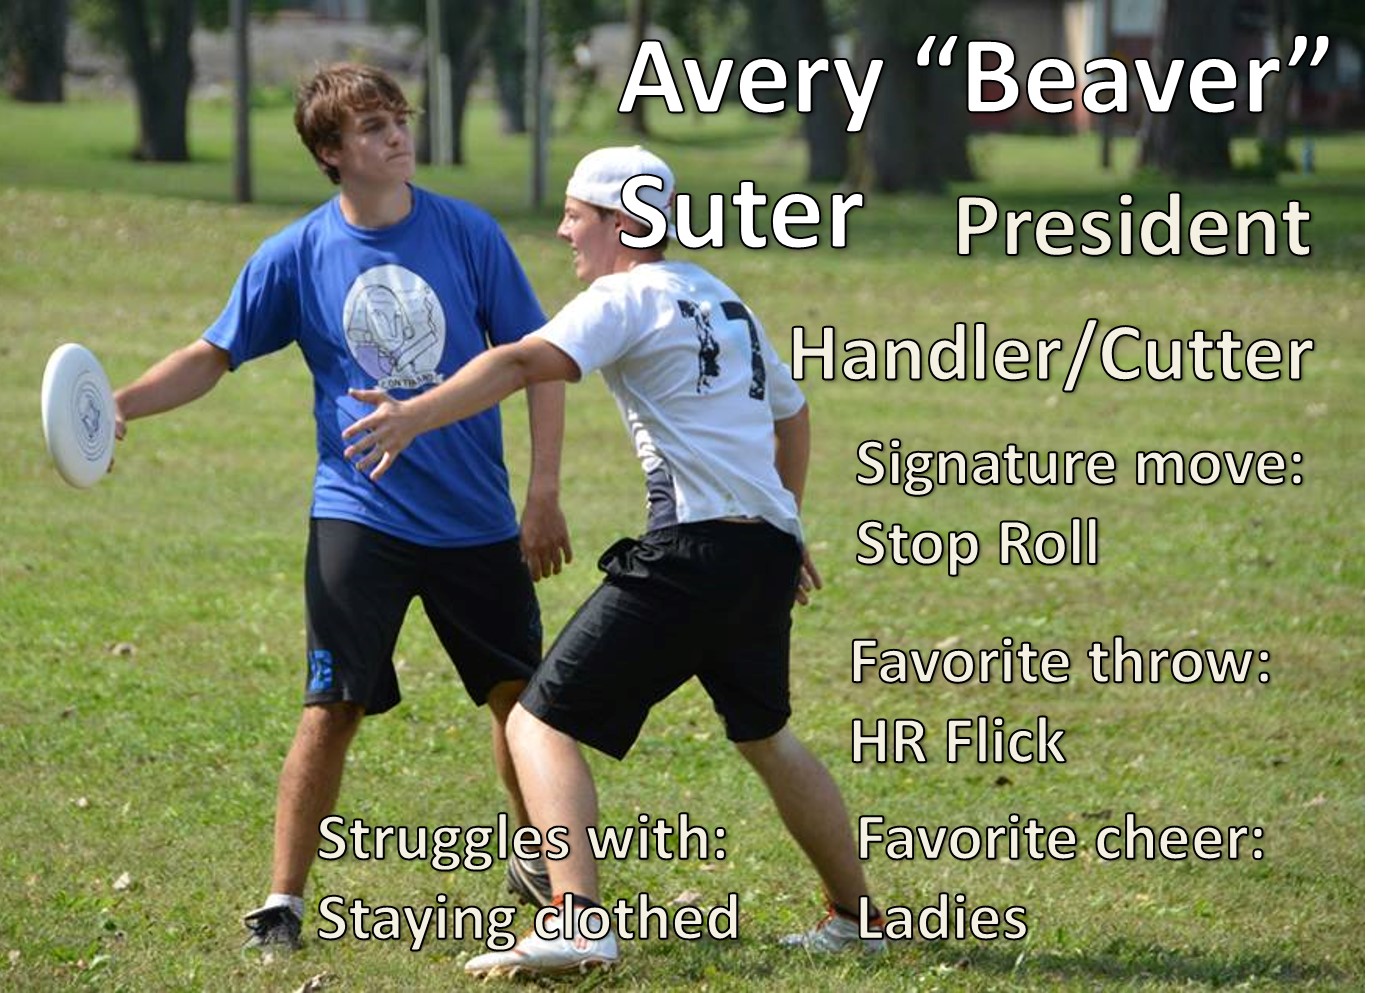 Avery “Beaver”
Suter President
Handler/Cutter
Signature move:
Stop Roll
Favorite throw:
HR Flick
Struggles with:
Staying clothed
Favorite cheer:
Ladies
17